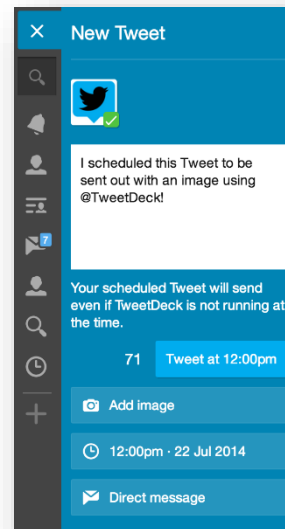 New Tweet
I scheduled this Tweet to be
sent out with an image using
@TweetDeck!
7
Your scheduled Tweet will send
even if TweetDeck is not running at
the time.
71 Tweet at 12:00pm
Add image
12:00pm · 22 Jul 2014
Direct message